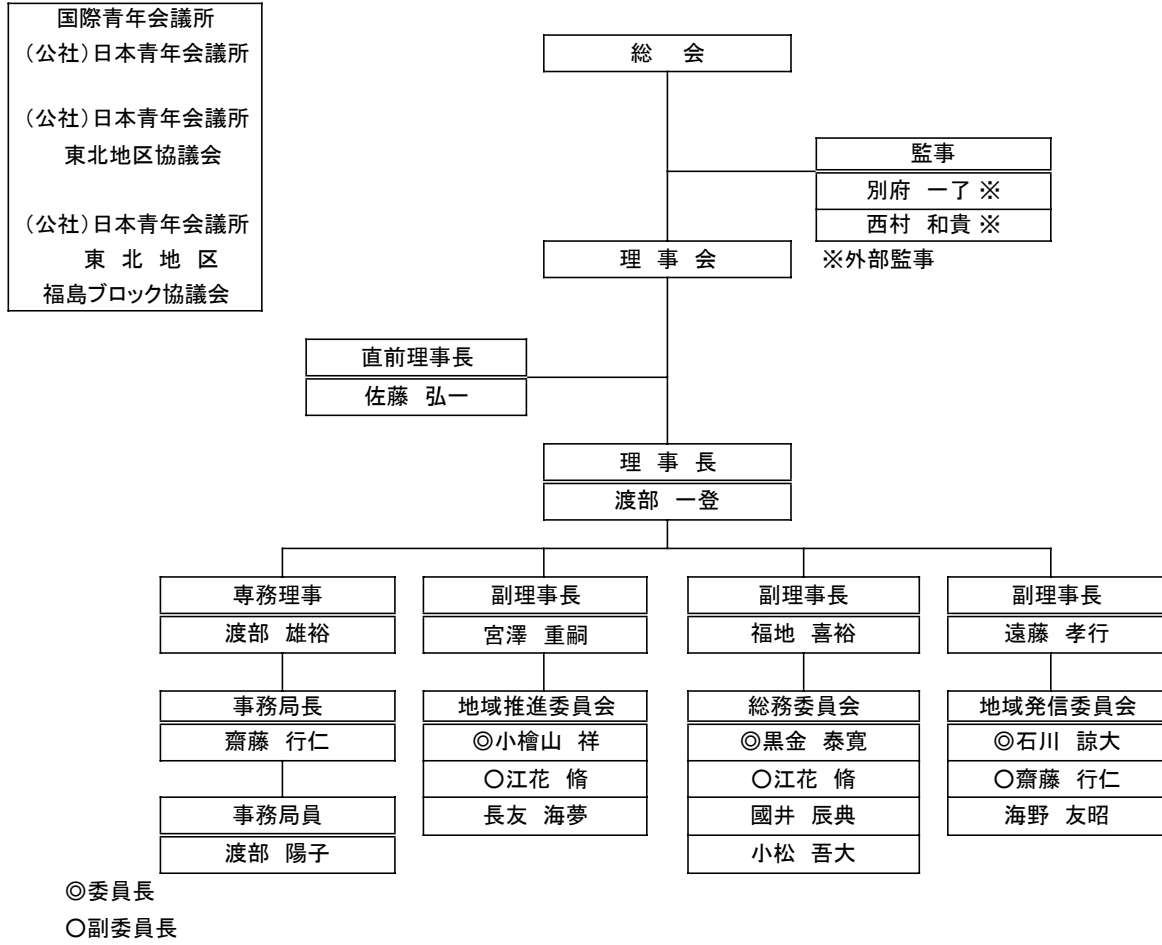 国際青年会議所
（公社）日本青年会議所
（公社）日本青年会議所
東北地区協議会
（公社）日本青年会議所
東 北 地 区
福島ブロック協議会
総 会
監事
別府 一了 ※
西村 和貴 ※
※外部監事
理 事 会
直前理事長
佐藤 弘一
理 事 長
渡部 一登
専務理事
渡部 雄裕
事務局長
齋藤 行仁
事務局員
渡部 陽子
副理事長
宮澤 重嗣
地域推進委員会
◎小檜山 祥
○江花 脩
長友 海夢
副理事長
福地 喜裕
総務委員会
◎黒金 泰寛
○江花 脩
國井 辰典
小松 吾大
副理事長
遠藤 孝行
地域発信委員会
◎石川 諒大
○齋藤 行仁
海野 友昭
◎委員長
○副委員長